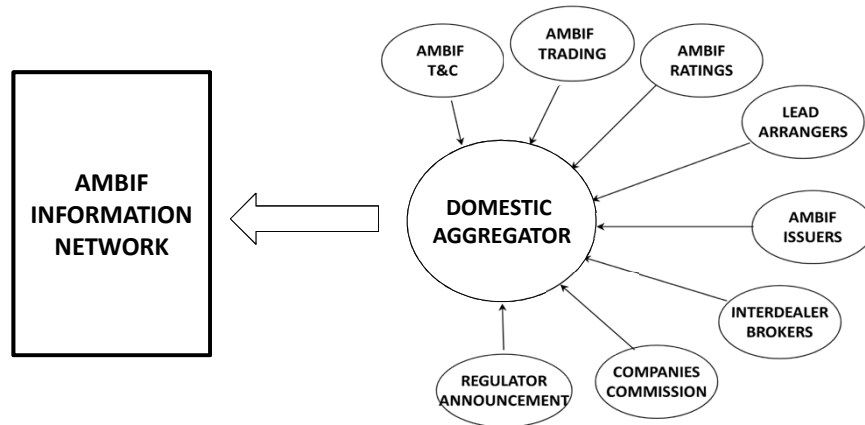 AMBIF
INFORMATION
NETWORK
DOMESTIC
AGGREGATOR
AMBIF
T&C
AMBIF
TRADING
AMBIF
RATINGS
LEAD
ARRANGERS
AMBIF
ISSUERS
INTERDEALER
BROKERS
COMPANIES
COMMISSION
REGULATOR
ANNOUNCEMENT